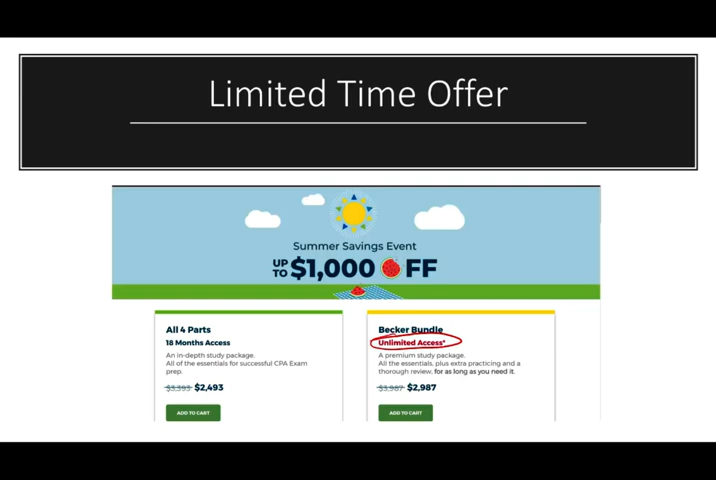 Limited Time Offer
Summer Savings Event
UP TO $1,000 OFF
All 4 Parts
18 Months Access
An in-depth study package.
All of the essentials for successful CPA Exam
prep.
$3,393 $2,493
ADD TO CART
Becker Bundle
Unlimited Access*
A premium study package.
All the essentials, plus extra practicing and a
thorough review, for as long as you need it.
$3,987 $2,987
ADD TO CART